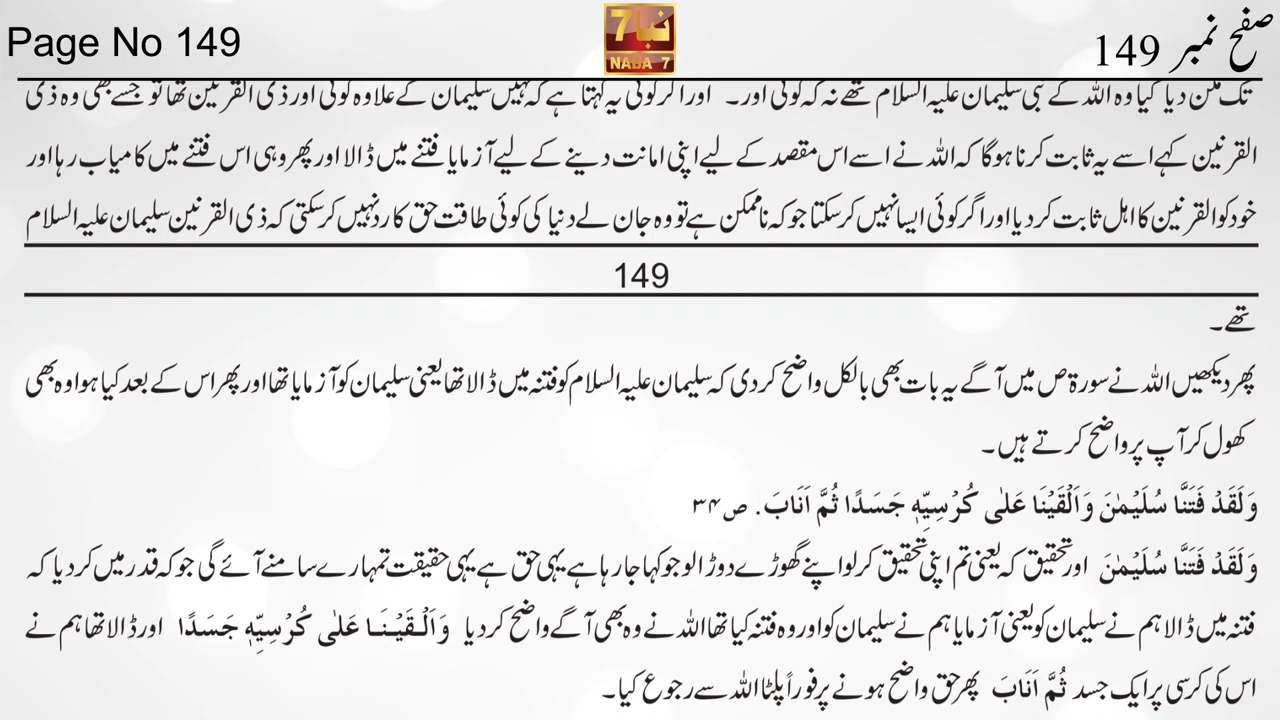 Page No 149
نبا 7
NABA 7
صفحہ نمبر 149
تک من دیا گیا وہ اللہ کے نبی سلیمان علیہ السلام تھے نہ کہ کوئی اور۔ اور اگر کوئی یہ کہتا ہے کہ نہیں سلیمان کے علاوہ کوئی اور ذی القرنین تھا تو جسے بھی وہ ذی
القرنین کہے اسے یہ ثابت کرنا ہوگا کہ اللہ نے اسے اس مقصد کے لیے اپنی امانت دینے کے لیے آزمایا فتنے میں ڈالا اور پھر وہی اس فتنے میں کامیاب رہا اور
خود کو القرنین کا اہل ثابت کر دیا اور اگر کوئی ایسا نہیں کر سکتا جو کہ ناممکن ہے تو وہ جان لے دنیا کی کوئی طاقت حق کا رد نہیں کر سکتی کہ ذی القرنین سلیمان علیہ السلام
149
تھے۔
پھر دیکھیں اللہ نے سورۃ ص میں آگے یہ بات بھی بالکل واضح کر دی کہ سلیمان علیہ السلام کو فتنہ میں ڈالا تھا یعنی سلیمان کو آزمایا تھا اور پھر اس کے بعد کیا ہوا وہ بھی
کھول کر آپ پر واضح کرتے ہیں۔
وَلَقَدْ فَتَنَّا سُلَيْمٰنَ وَاَلْقَيْنَا عَلٰى كُرْسِيِّهٖ جَسَدًا ثُمَّ اَنَابَ. ص ۳۴
وَلَقَدْ فَتَنَّا سُلَيْمٰنَ اور تحقیق کہ یعنی تم اپنی تحقیق کر لو اپنے گھوڑے دوڑا لو جو کہا جا رہا ہے یہی حق ہے یہی حقیقت تمہارے سامنے آئے گی جو کہ قدر میں کر دیا کہ
فتنہ میں ڈالا ہم نے سلیمان کو یعنی آزمایا ہم نے سلیمان کو اور وہ فتنہ کیا تھا اللہ نے وہ بھی آگے واضح کر دیا وَاَلْقَيْنَا عَلٰى كُرْسِيِّهٖ جَسَدًا اور ڈالا تھا ہم نے
اس کی کرسی پر ایک جسد ثُمَّ اَنَابَ پھر حق واضح ہونے پر فوراً پلٹا اللہ سے رجوع کیا۔